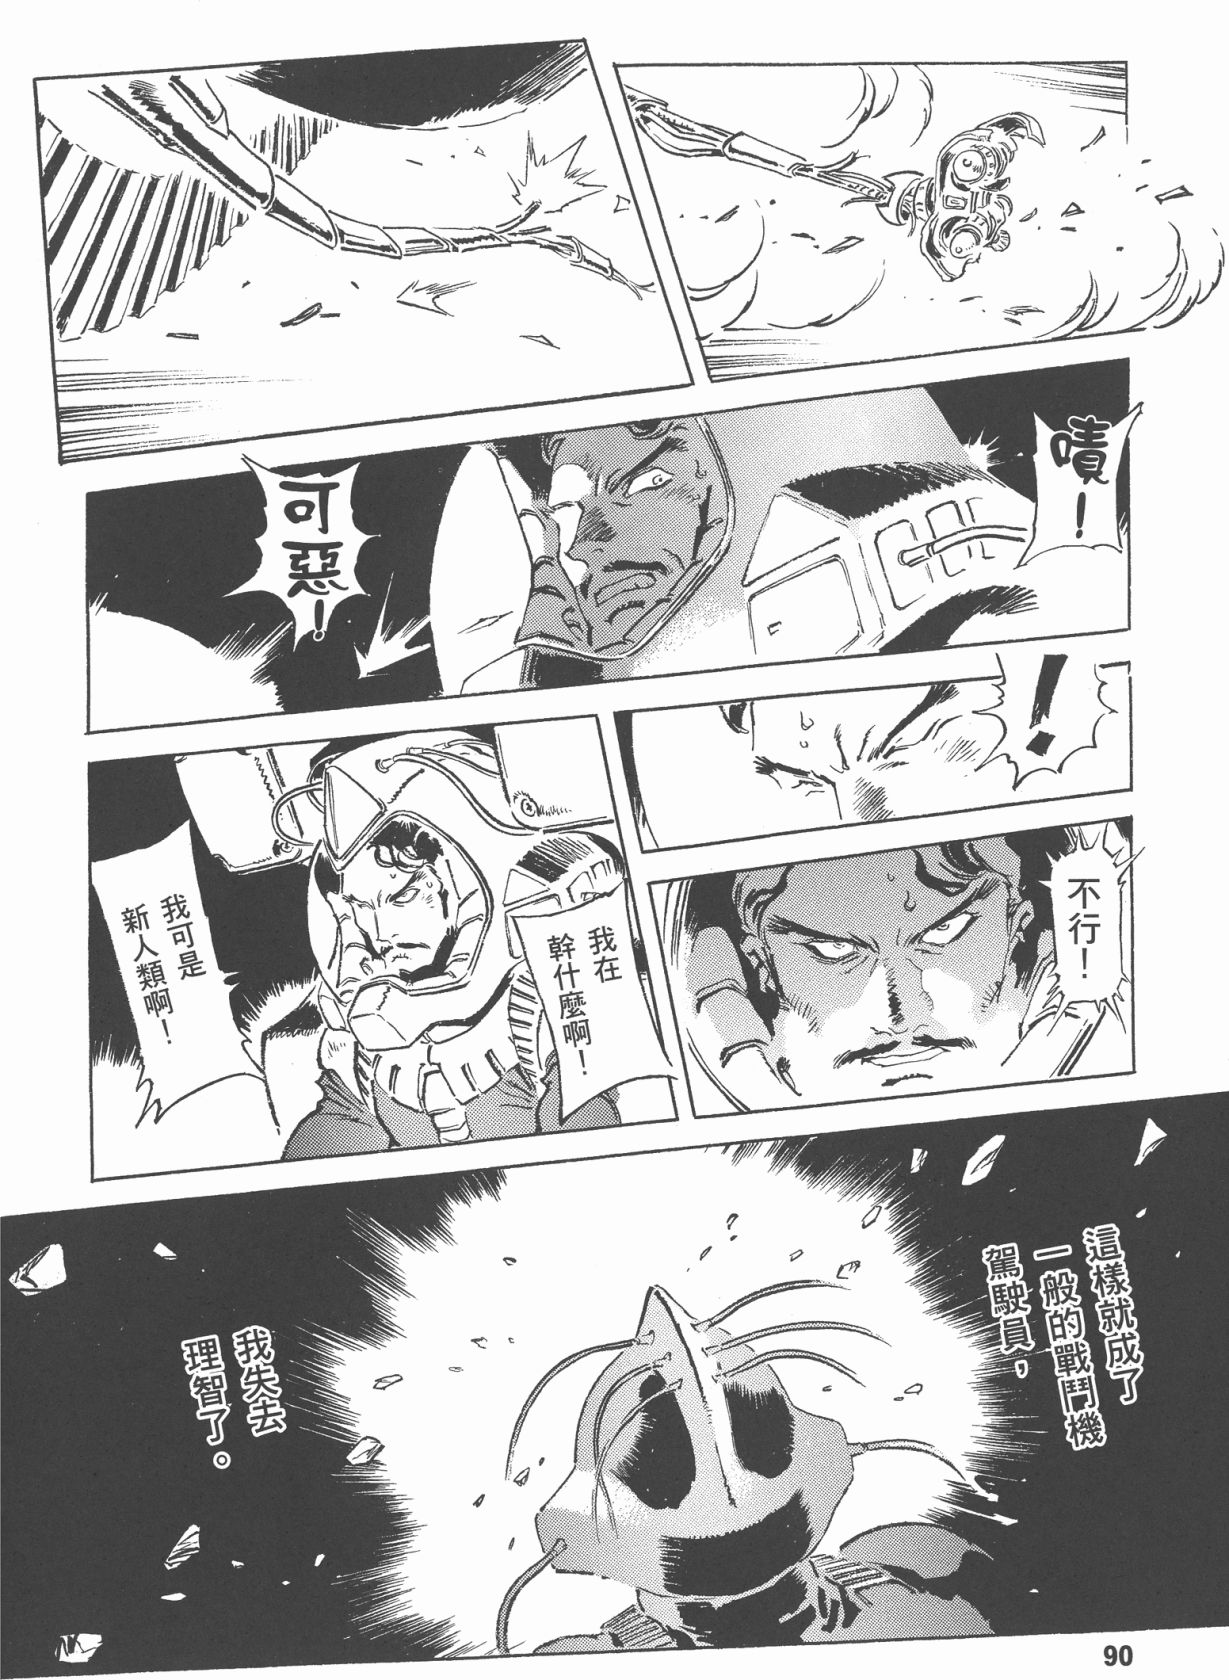 嘖！
可惡！
！
不行！
我在
幹什麼啊！
我可是
新人類啊！
這樣就成了
一般的戰鬥機
駕駛員，
我失去
理智了。
90